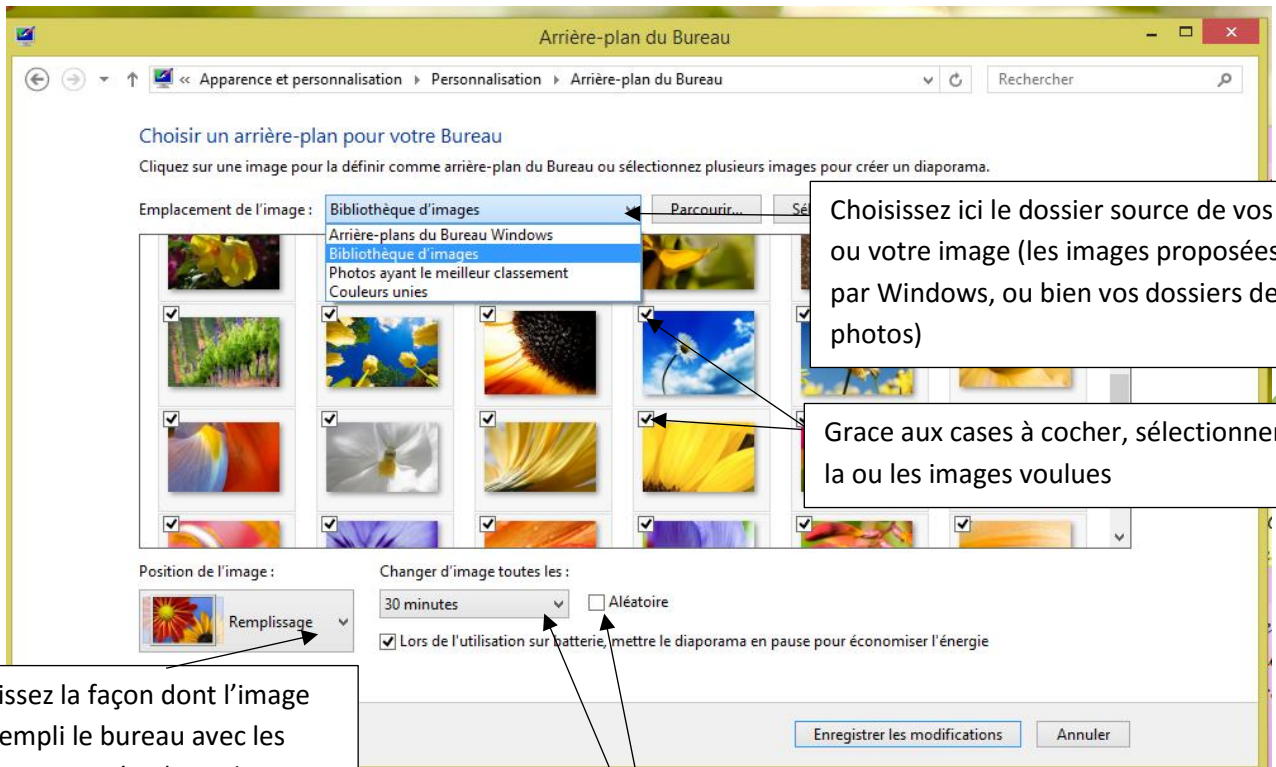 Arrière-plan du Bureau
« Apparence et personnalisation Personnalisation Arrière-plan du Bureau Rechercher
Choisir un arrière-plan pour votre Bureau
Cliquez sur une image pour la définir comme arrière-plan du Bureau ou sélectionnez plusieurs images pour créer un diaporama.
Emplacement de l'image : Bibliothèque d'images Parcourir...
Arrière-plans du Bureau Windows
Bibliothèque d'images
Photos ayant le meilleur classement
Couleurs unies
Choisissez ici le dossier source de vos
ou votre image (les images proposées
par Windows, ou bien vos dossiers de
photos)
Grace aux cases à cocher, sélectionner
la ou les images voulues
Position de l'image : Changer d'image toutes les :
Remplissage 30 minutes Aléatoire
Lors de l'utilisation sur batterie, mettre le diaporama en pause pour économiser l'énergie
issez la façon dont l'image
empli le bureau avec les
Enregistrer les modifications Annuler